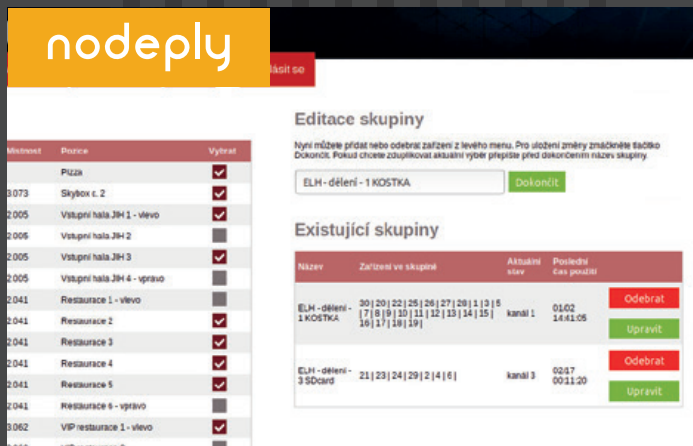 nodeply
lásit se
Místnost Pozice Vybrat
Pizza
3.073 Skybox c. 2
2.005 Vstupní hala JIH 1 - vlevo
2.005 Vstupní hala JIH 2
2.005 Vstupní hala JIH 3
2.005 Vstupní hala JIH 4 - vpravo
2.041 Restaurace 1 - vlevo
2.041 Restaurace 2
2.041 Restaurace 3
2.041 Restaurace 4
2.041 Restaurace 5
2.041 Restaurace 6 - vpravo
3.062 VIP restaurace 1 - vlevo
Editace skupiny
Nyní můžete přidat nebo odebrat zařízení z levého menu. Pro uložení změny zmáčkněte tlačítko
Dokončit. Pokud chcete zduplikovat aktuální výběr přepište před dokončením název skupiny.
ELH - dělení - 1 KOSTKA Dokončit
Existující skupiny
Název Zařízení ve skupině Aktuální stav Poslední čas použití
ELH - dělení - 1 KOSTKA
30 | 20 | 22 | 25 | 26 | 27 | 28 | 1 | 3 | 5
| 7 | 8 | 9 | 10 | 11 | 12 | 13 | 14 | 15 |
16 | 17 | 18 | 19 |
kanál 1
01/02
14:41:05
Odebrat
Upravit
ELH - dělení - 3 SDcard
21 | 23 | 24 | 29 | 2 | 4 | 6 |
kanál 3
02/17
00:11:20
Odebrat
Upravit